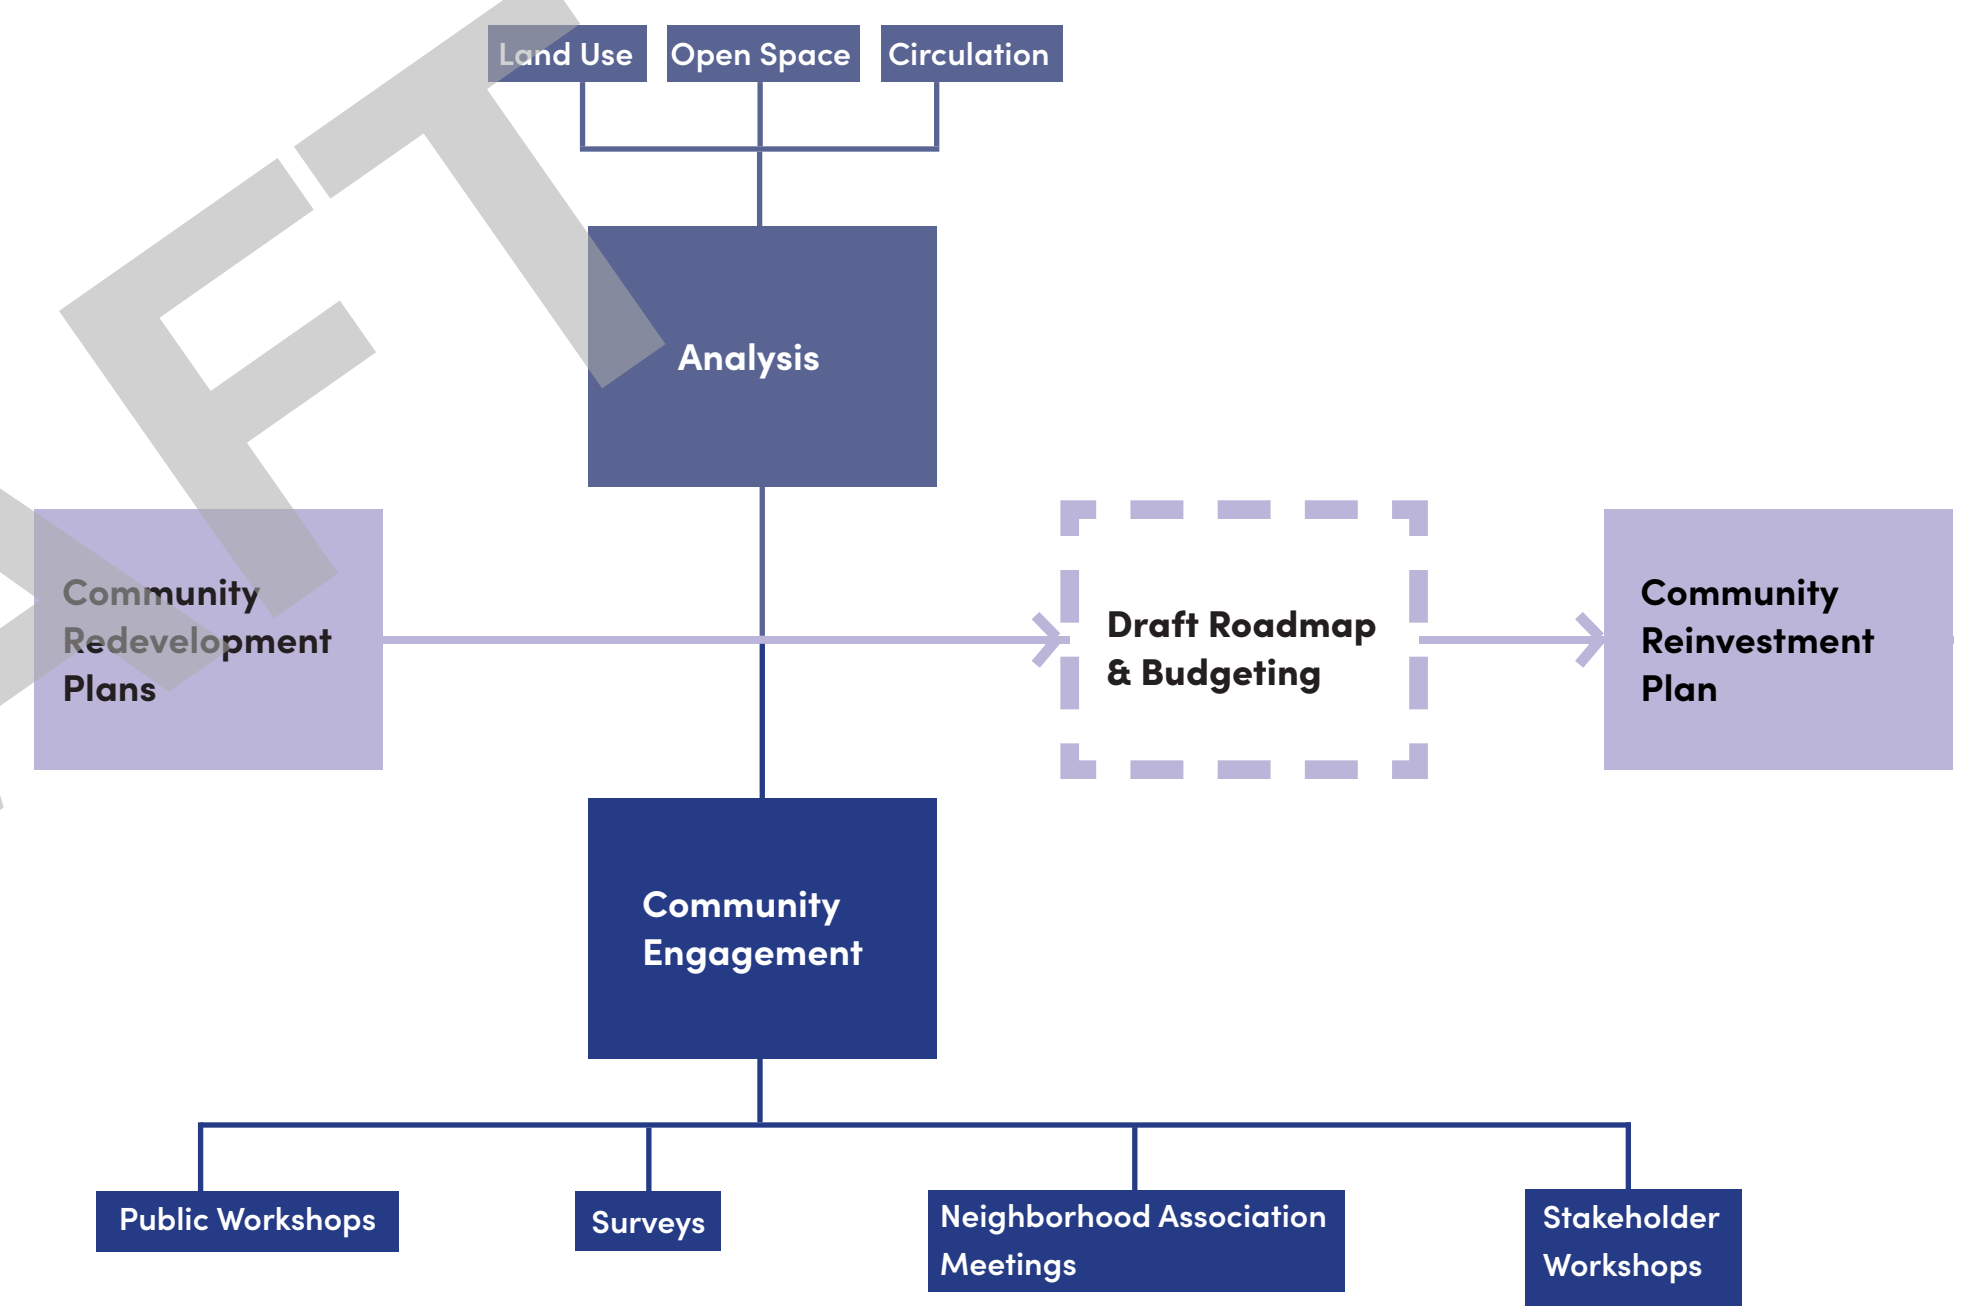 Land Use
Open Space
Circulation
Analysis
Community
Redevelopment
Plans
Draft Roadmap
& Budgeting
Community
Reinvestment
Plan
Community
Engagement
Public Workshops
Surveys
Neighborhood Association
Meetings
Stakeholder
Workshops